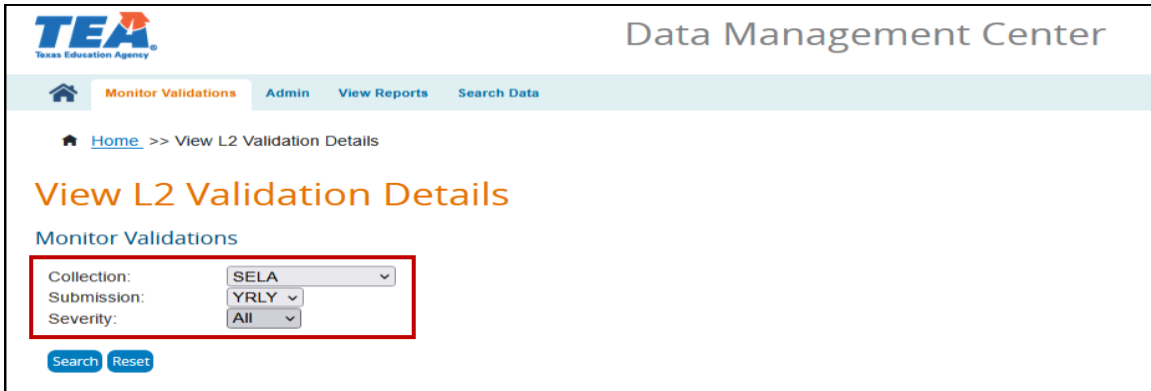 TEA
Texas Education Agency
Data Management Center
Monitor Validations Admin View Reports Search Data
Home >> View L2 Validation Details
View L2 Validation Details
Monitor Validations
Collection: SELA
Submission: YRLY
Severity: All
Search Reset